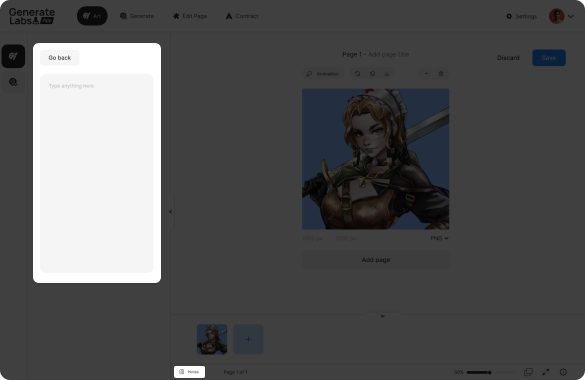 Generate
Labs PRO
Art
Generate
Edit Page
Contract
Settings
Go back
Type anything here
Page 1 - Add page title
Discard
Save
Animation
Add page
Notes
Page 1 of 1